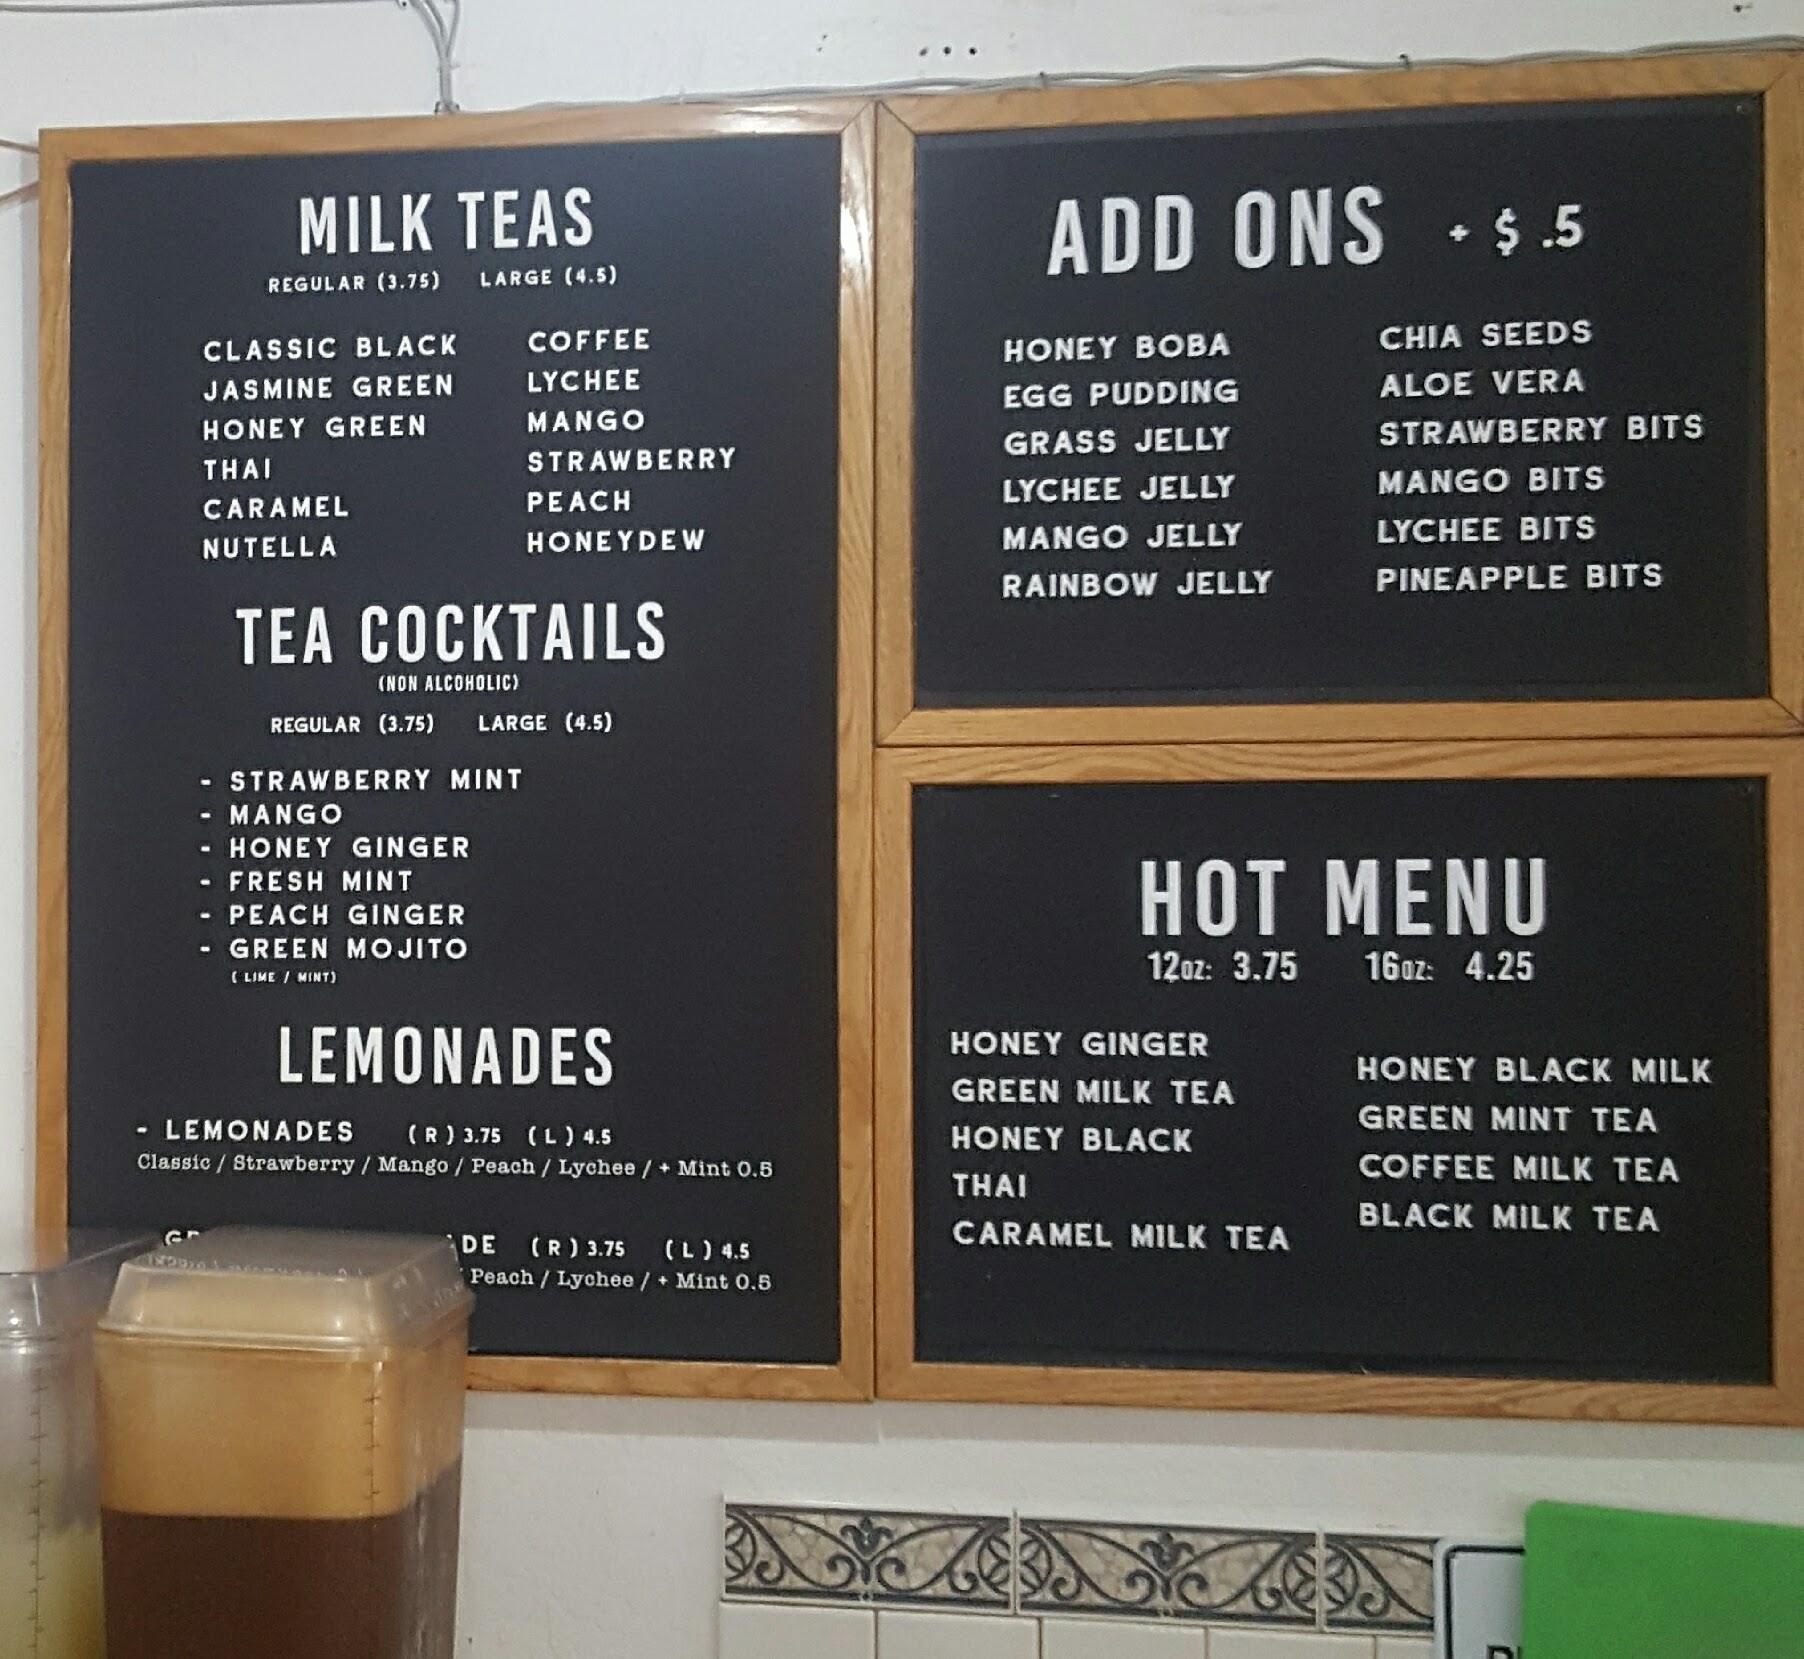 MILK TEAS
REGULAR (3.75) LARGE (4.5)
CLASSIC BLACK
JASMINE GREEN
HONEY GREEN
THAI
CARAMEL
NUTELLA
COFFEE
LYCHEE
MANGO
STRAWBERRY
PEACH
HONEYDEW
TEA COCKTAILS
(NON ALCOHOLIC)
REGULAR (3.75) LARGE (4.5)
- STRAWBERRY MINT
- MANGO
- HONEY GINGER
- FRESH MINT
- PEACH GINGER
- GREEN MOJITO
( LIME / MINT)
LEMONADES
- LEMONADES (R) 3.75 (L) 4.5
Classic / Strawberry / Mango / Peach / Lychee / + Mint 0.5
(R) 3.75 (L) 4.5
/ Peach / Lychee / + Mint 0.5
ADD ONS + $ .5
HONEY BOBA
EGG PUDDING
GRASS JELLY
LYCHEE JELLY
MANGO JELLY
RAINBOW JELLY
CHIA SEEDS
ALOE VERA
STRAWBERRY BITS
MANGO BITS
LYCHEE BITS
PINEAPPLE BITS
HOT MENU
12oz: 3.75 16oz: 4.25
HONEY GINGER
GREEN MILK TEA
HONEY BLACK
THAI
CARAMEL MILK TEA
HONEY BLACK MILK
GREEN MINT TEA
COFFEE MILK TEA
BLACK MILK TEA